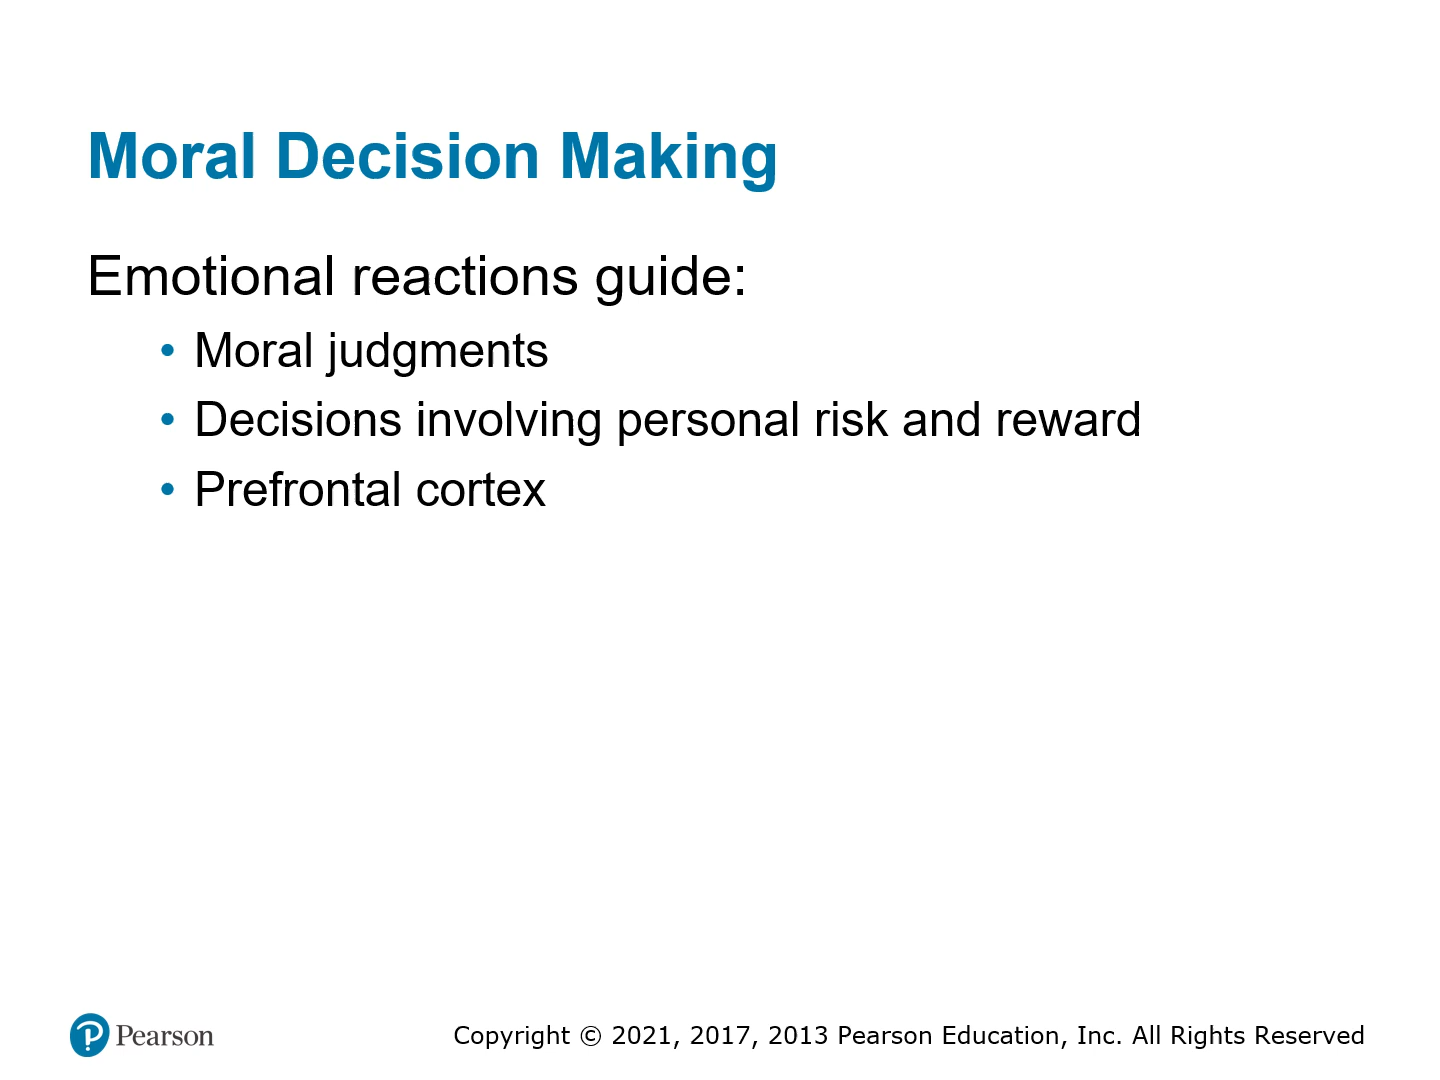 Moral Decision Making
Emotional reactions guide:
• Moral judgments
• Decisions involving personal risk and reward
• Prefrontal cortex
Pearson
Copyright © 2021, 2017, 2013 Pearson Education, Inc. All Rights Reserved